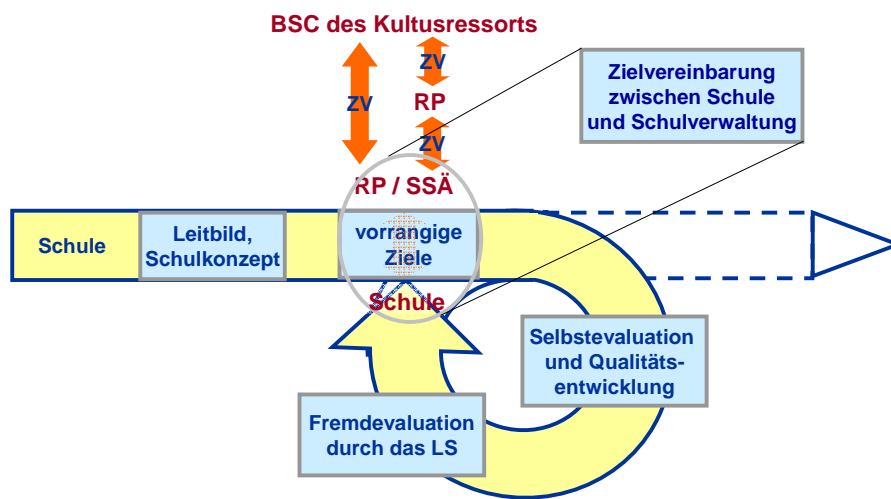 BSC des Kultusressorts
ZV
ZV
RP
ZV
RP / SSÄ
Zielvereinbarung
zwischen Schule
und Schulverwaltung
Schule
Leitbild,
Schulkonzept
vorrangige
Ziele
Schule
Selbstevaluation
und Qualitäts-
entwicklung
Fremdevaluation
durch das LS